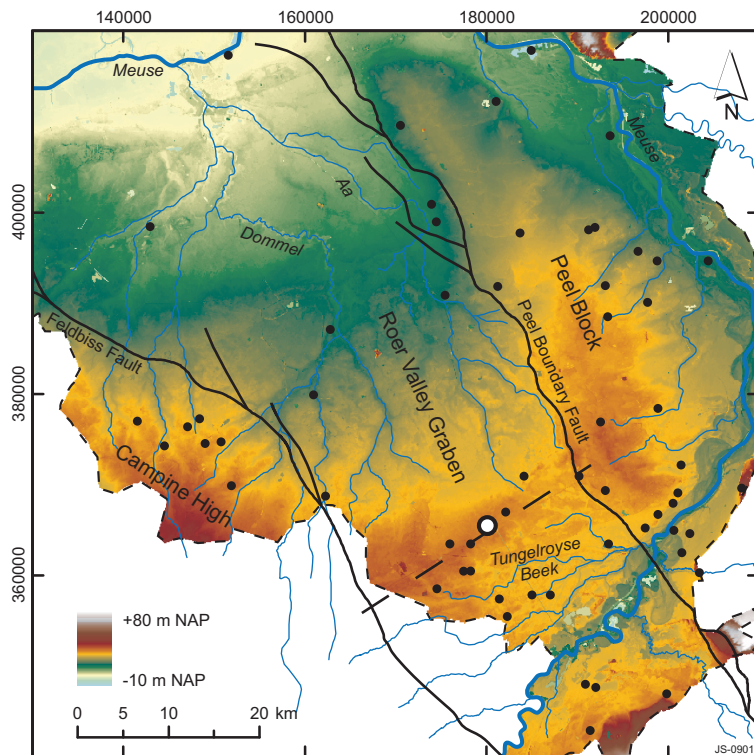 140000 160000 180000 200000
Meuse
N
Meuse
Aa
400000
Dommel
Peel Block
Feldbiss Fault
Roer Valley Graben
Peel Boundary Fault
380000
Campine High
Tungelroyse
Beek
360000
+80 m NAP
-10 m NAP
0 5 10 20 km
JS-0901